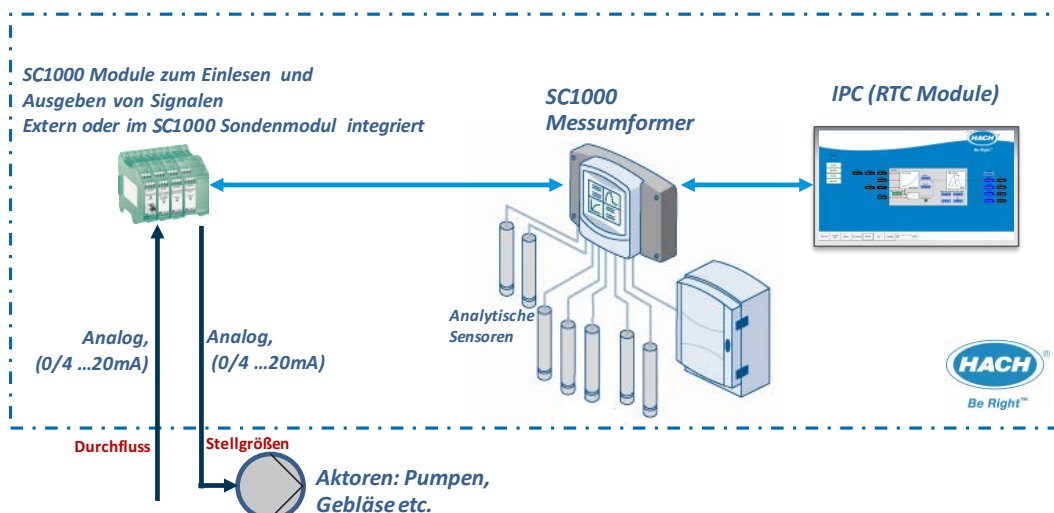 SC1000 Module zum Einlesen und
Ausgeben von Signalen
Extern oder im SC1000 Sondenmodul integriert
SC1000
Messumformer
IPC (RTC Module)
HACH
Be Right™
Analytische
Sensoren
Analog,
(0/4 …20mA)
Analog,
(0/4 …20mA)
HACH®
Be Right™
Durchfluss
Stellgrößen
Aktoren: Pumpen,
Gebläse etc.